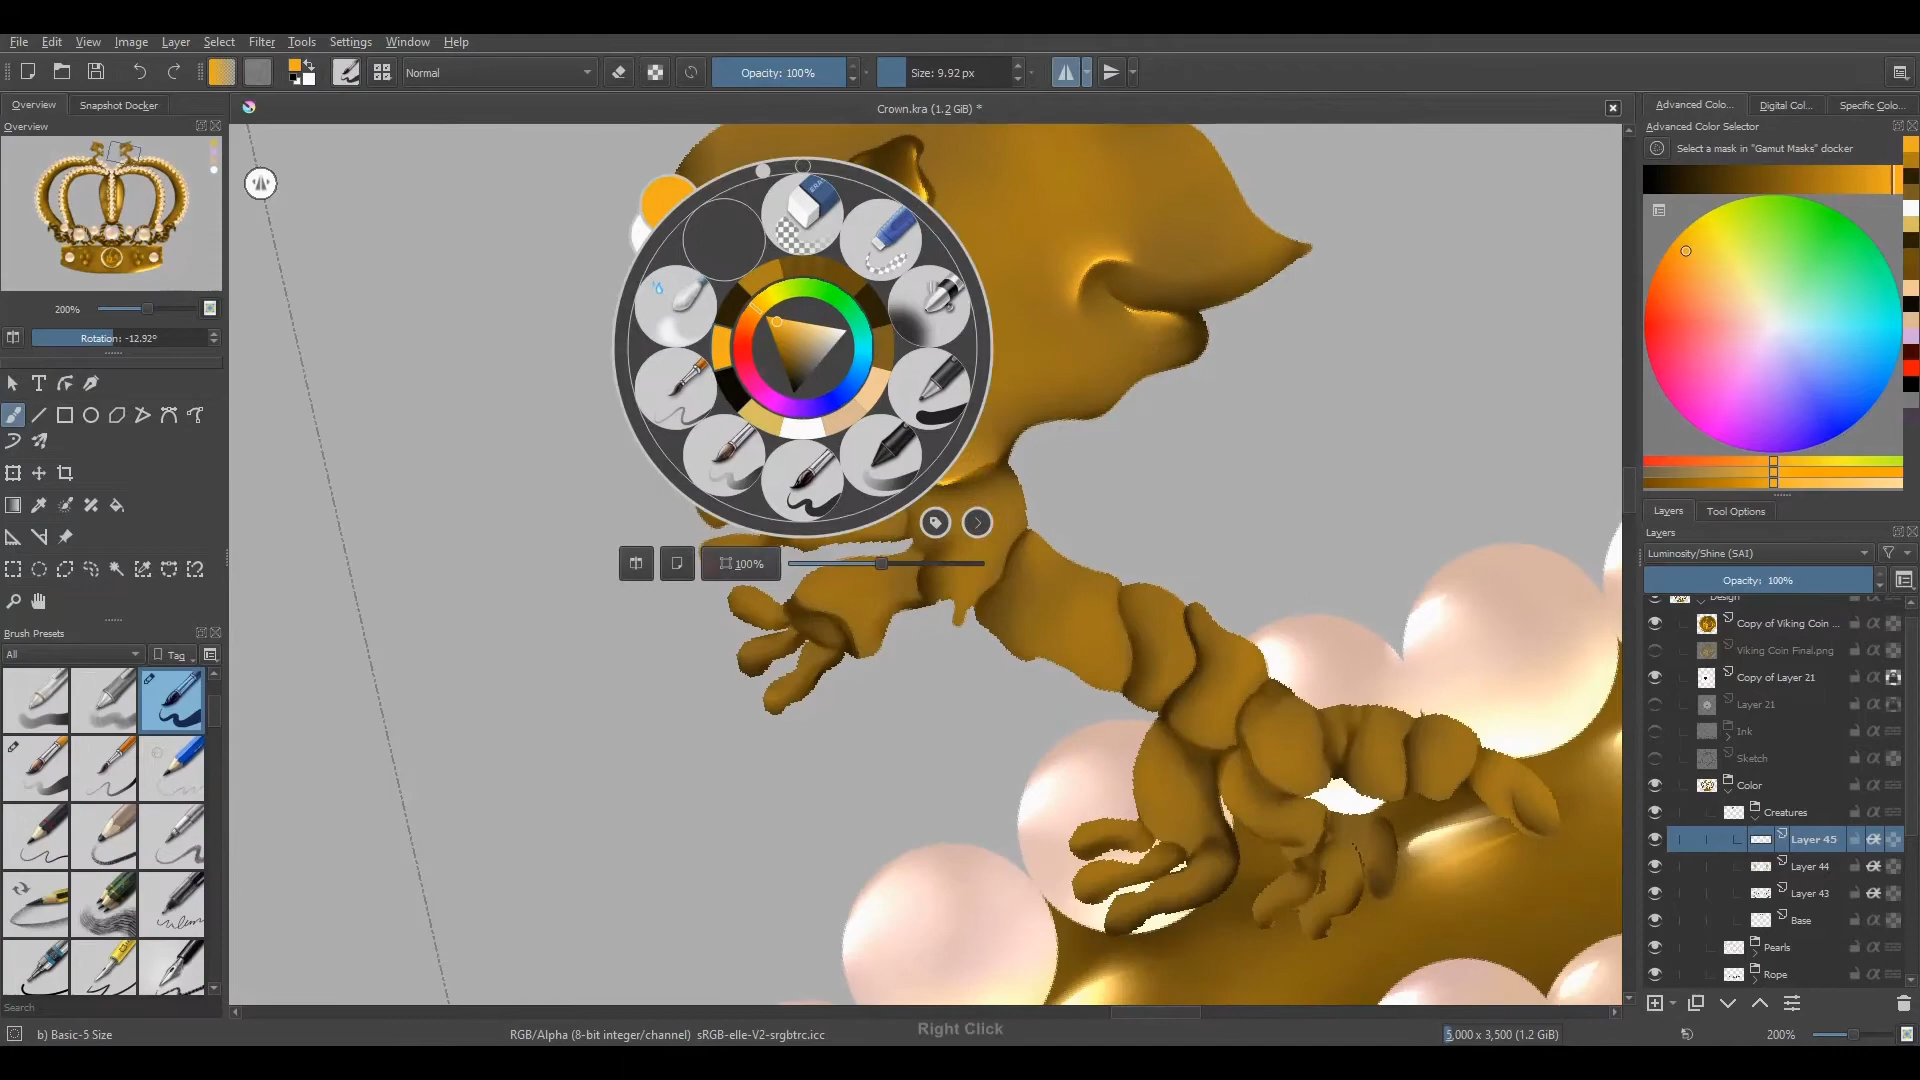 File Edit View Image Layer Select Filter Tools Settings Window Help
Normal
Opacity: 100%
Size: 9.92 px
Overview Snapshot Docker
Crown.kra (1.2 GiB) *
Advanced Colo... Digital Col... Specific Colo...
Overview
Advanced Color Selector
Select a mask in "Gamut Masks" docker
200%
Rotation: -12.92°
100%
Layers Tool Options
Layers
Luminosity/Shine (SAI)
Opacity: 100%
Design
Copy of Viking Coin ...
Viking Coin Final.png
Copy of Layer 21
Layer 21
Ink
Sketch
Color
Creatures
Layer 45
Layer 44
Layer 43
Base
Pearls
Rope
Brush Presets
All
Tag
Search
b) Basic-5 Size
RGB/Alpha (8-bit integer/channel) sRGB-elle-V2-srgbtrc.icc
Right Click
5,000 x 3,500 (1.2 GiB)
200%